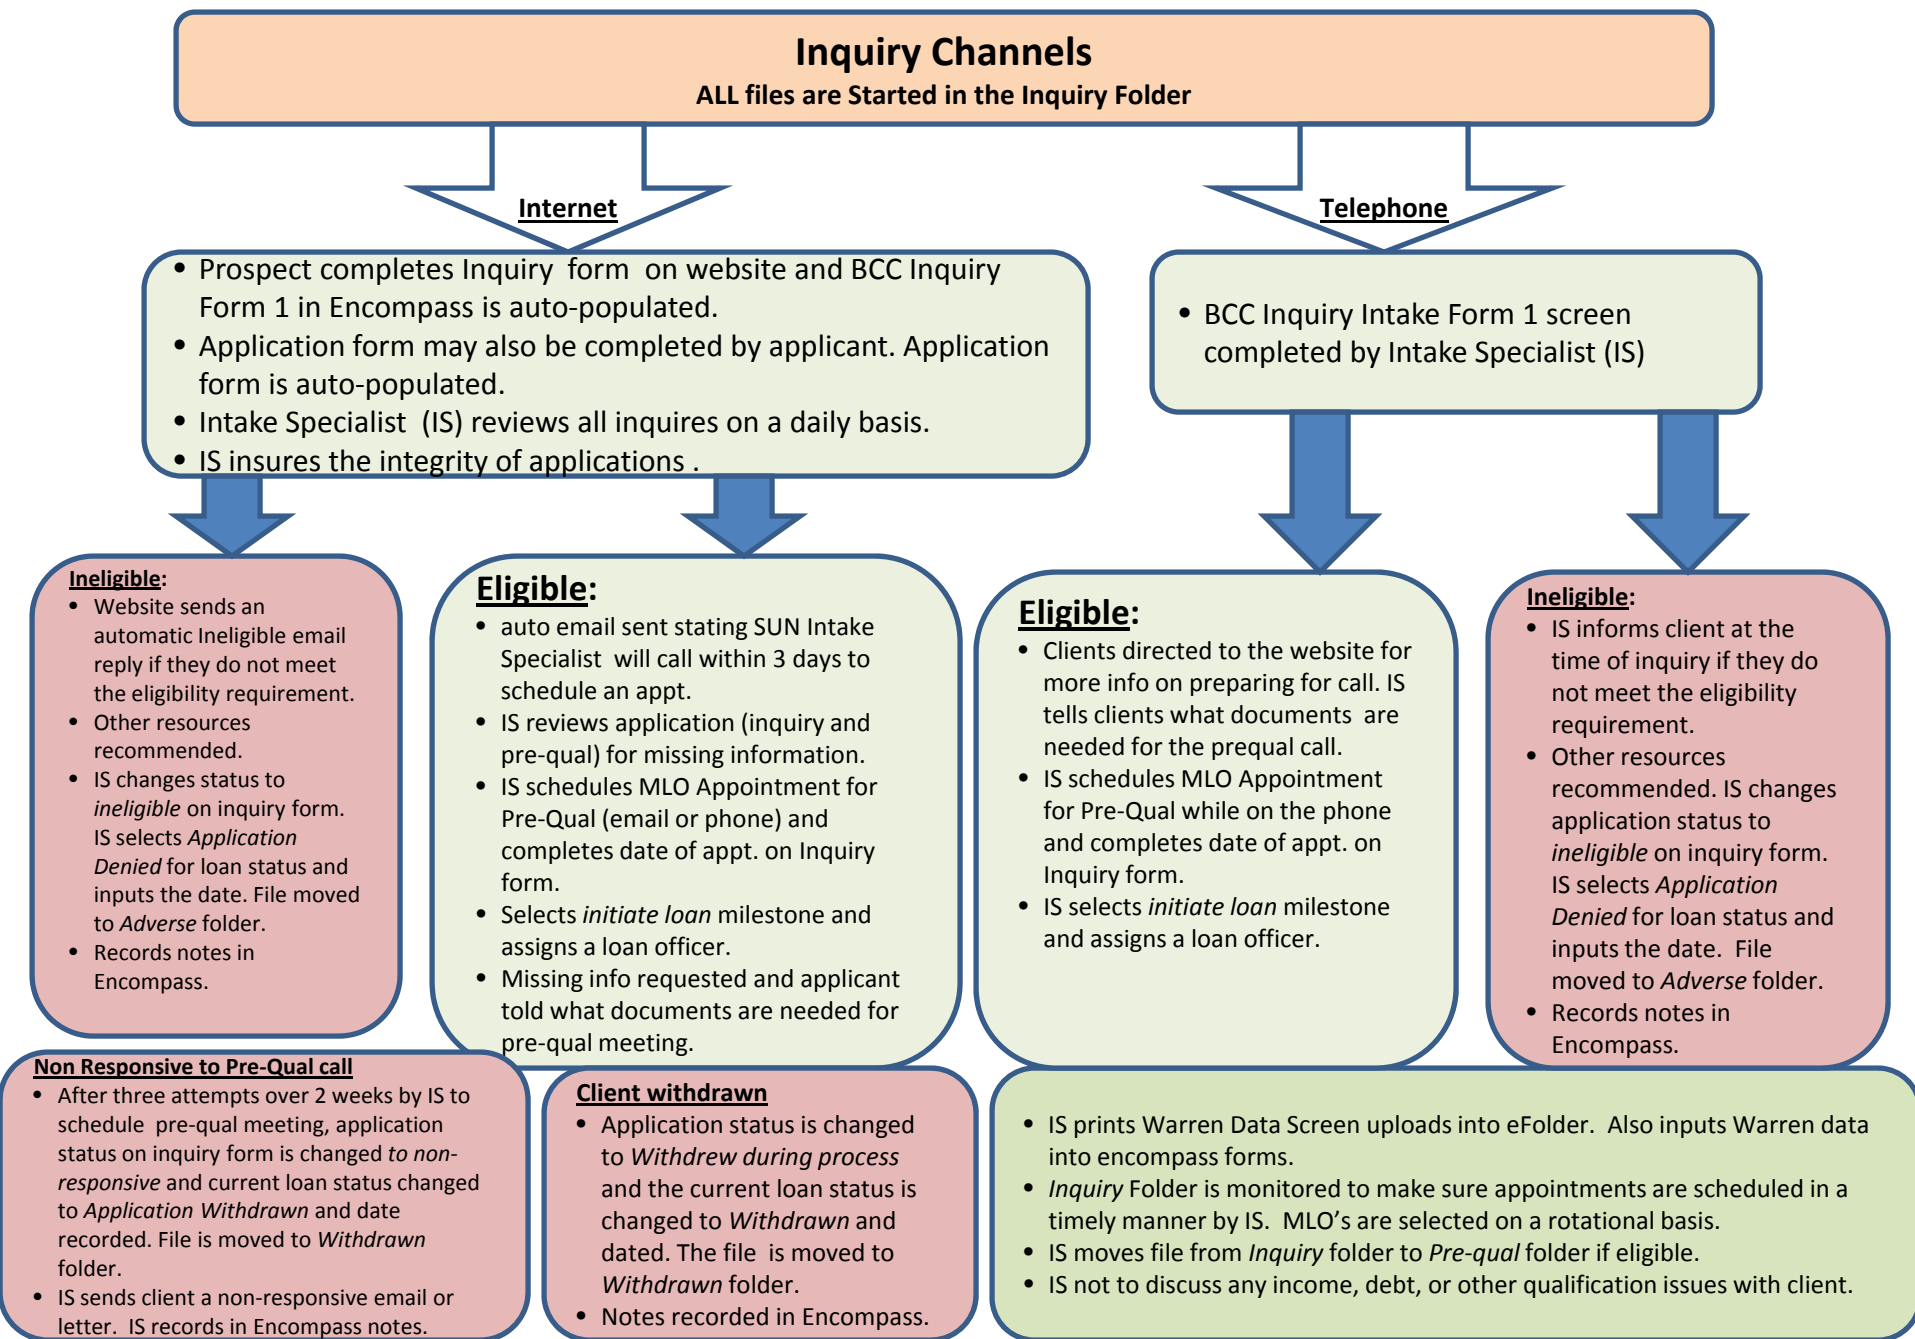 Inquiry Channels
ALL files are Started in the Inquiry Folder
Internet
Telephone
• Prospect completes Inquiry form on website and BCC Inquiry
Form 1 in Encompass is auto-populated.
• Application form may also be completed by applicant. Application
form is auto-populated.
• Intake Specialist (IS) reviews all inquires on a daily basis.
• IS insures the integrity of applications .
• BCC Inquiry Intake Form 1 screen
completed by Intake Specialist (IS)
Ineligible:
• Website sends an
automatic Ineligible email
reply if they do not meet
the eligibility requirement.
• Other resources
recommended.
• IS changes status to
ineligible on inquiry form.
IS selects Application
Denied for loan status and
inputs the date. File moved
to Adverse folder.
• Records notes in
Encompass.
Eligible:
• auto email sent stating SUN Intake
Specialist will call within 3 days to
schedule an appt.
• IS reviews application (inquiry and
pre-qual) for missing information.
• IS schedules MLO Appointment for
Pre-Qual (email or phone) and
completes date of appt. on Inquiry
form.
• Selects initiate loan milestone and
assigns a loan officer.
• Missing info requested and applicant
told what documents are needed for
pre-qual meeting.
Eligible:
• Clients directed to the website for
more info on preparing for call. IS
tells clients what documents are
needed for the prequal call.
• IS schedules MLO Appointment
for Pre-Qual while on the phone
and completes date of appt. on
Inquiry form.
• IS selects initiate loan milestone
and assigns a loan officer.
Ineligible:
• IS informs client at the
time of inquiry if they do
not meet the eligibility
requirement.
• Other resources
recommended. IS changes
application status to
ineligible on inquiry form.
IS selects Application
Denied for loan status and
inputs the date. File
moved to Adverse folder.
• Records notes in
Encompass.
Non Responsive to Pre-Qual call
• After three attempts over 2 weeks by IS to
schedule pre-qual meeting, application
status on inquiry form is changed to non-
responsive and current loan status changed
to Application Withdrawn and date
recorded. File is moved to Withdrawn
folder.
• IS sends client a non-responsive email or
letter. IS records in Encompass notes.
Client withdrawn
• Application status is changed
to Withdrew during process
and the current loan status is
changed to Withdrawn and
dated. The file is moved to
Withdrawn folder.
• Notes recorded in Encompass.
• IS prints Warren Data Screen uploads into eFolder. Also inputs Warren data
into encompass forms.
• Inquiry Folder is monitored to make sure appointments are scheduled in a
timely manner by IS. MLO’s are selected on a rotational basis.
• IS moves file from Inquiry folder to Pre-qual folder if eligible.
• IS not to discuss any income, debt, or other qualification issues with client.